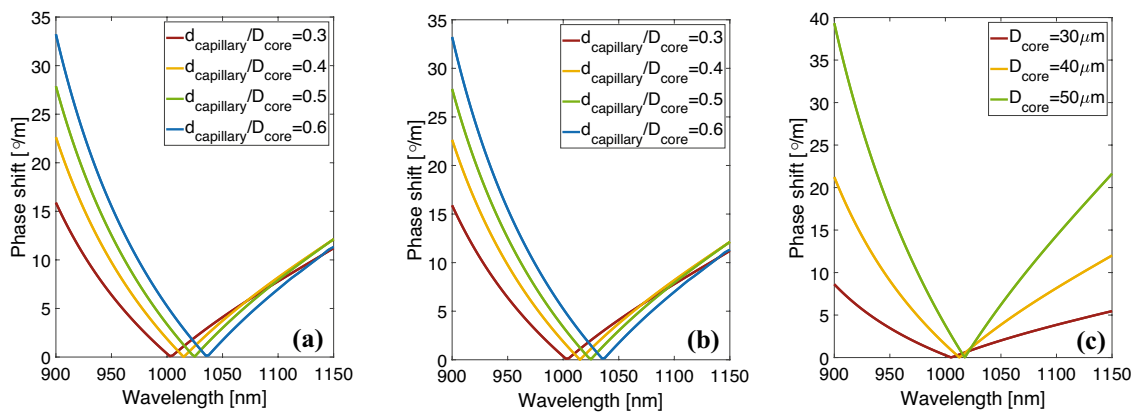 35
30
25
20
15
10
5
0
Phase shift [°/m]
900 950 1000 1050 1100 1150
Wavelength [nm]
d_capillary/D_core=0.3
d_capillary/D_core=0.4
d_capillary/D_core=0.5
d_capillary/D_core=0.6
(a)
35
30
25
20
15
10
5
0
Phase shift [°/m]
900 950 1000 1050 1100 1150
Wavelength [nm]
d_capillary/D_core=0.3
d_capillary/D_core=0.4
d_capillary/D_core=0.5
d_capillary/D_core=0.6
(b)
40
35
30
25
20
15
10
5
0
Phase shift [°/m]
900 950 1000 1050 1100 1150
Wavelength [nm]
D_core=30μm
D_core=40μm
D_core=50μm
(c)